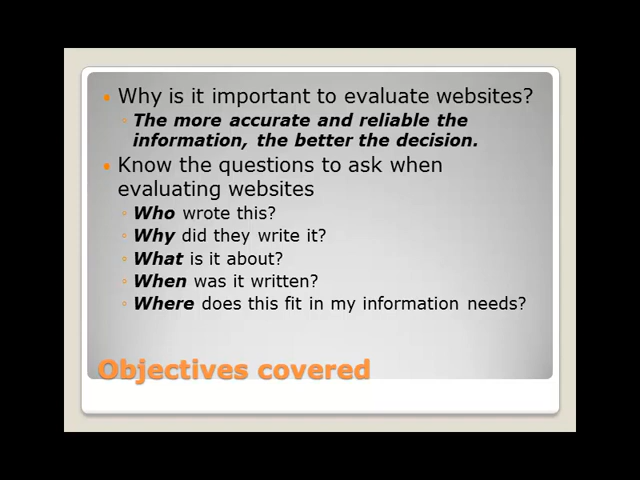 Why is it important to evaluate websites?
The more accurate and reliable the
information, the better the decision.
Know the questions to ask when
evaluating websites
Who wrote this?
Why did they write it?
What is it about?
When was it written?
Where does this fit in my information needs?
Objectives covered